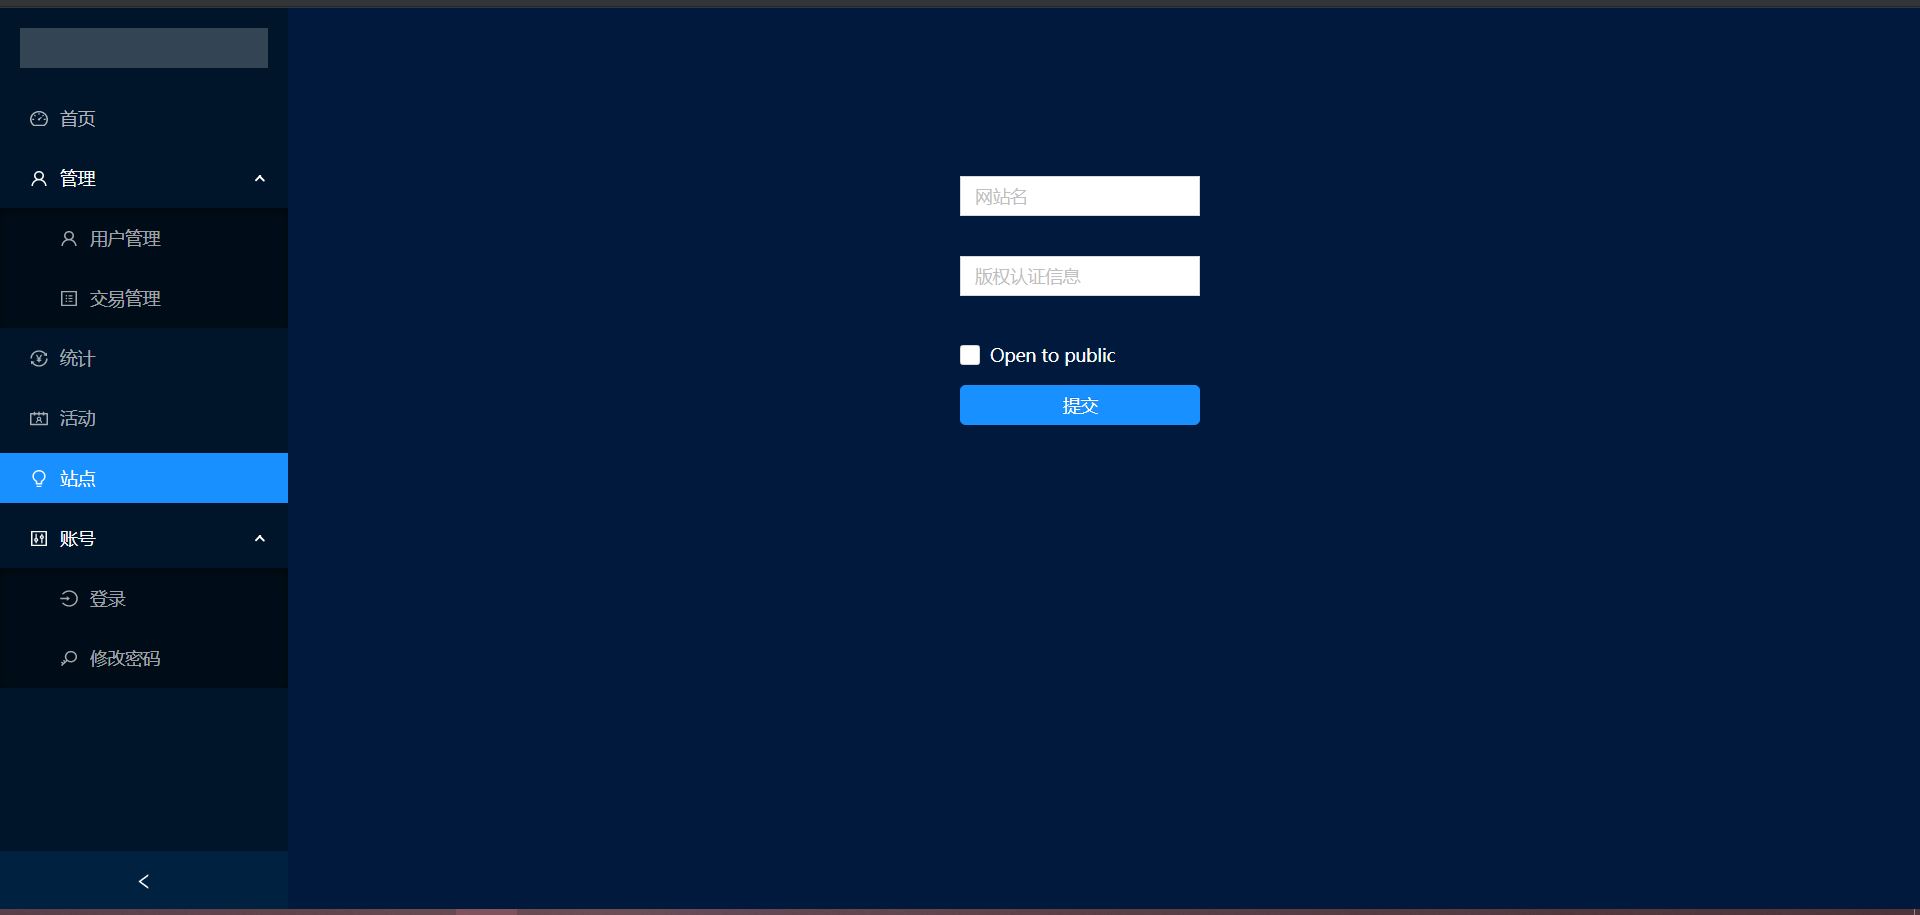 首页
管理
用户管理
交易管理
统计
活动
站点
账号
登录
修改密码
网站名
版权认证信息
Open to public
提交